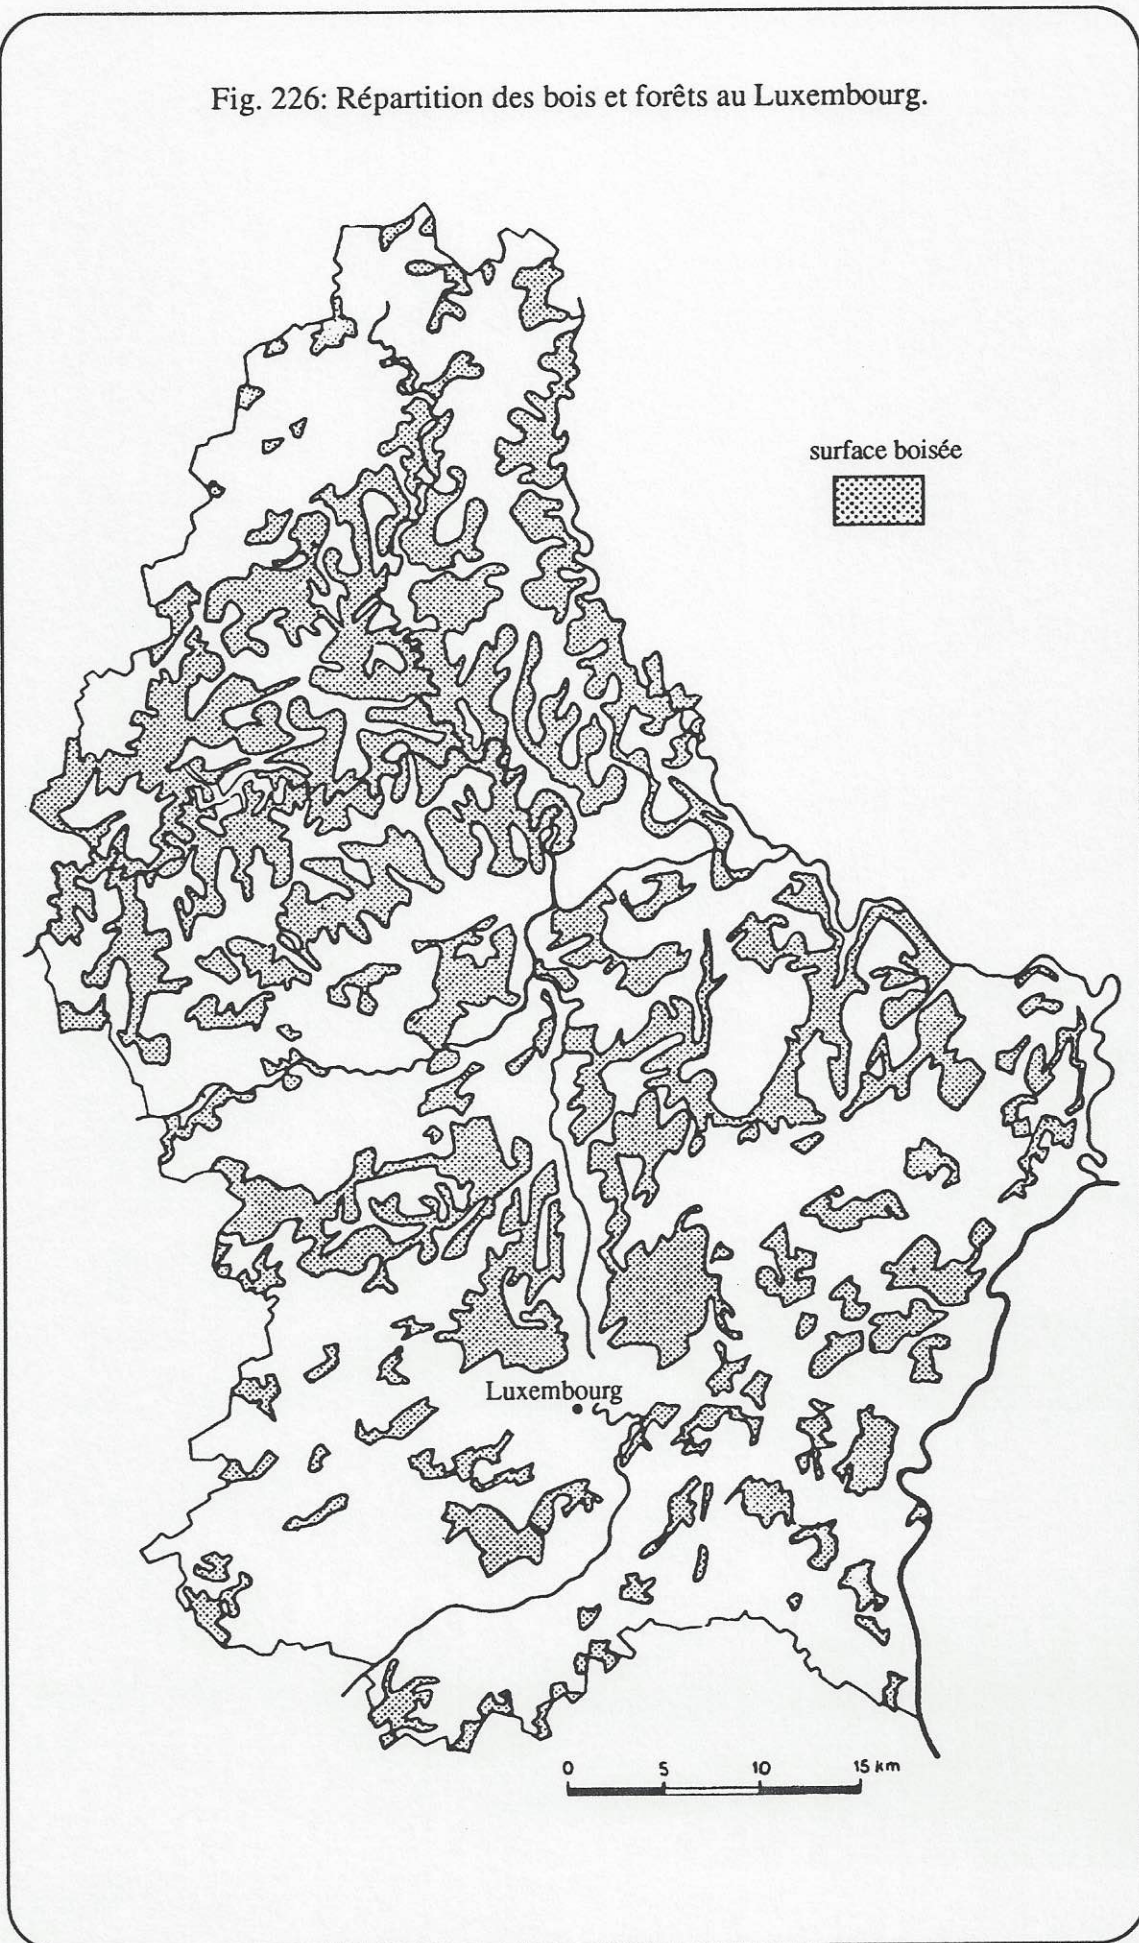 Fig. 226: Répartition des bois et forêts au Luxembourg.
surface boisée
Luxembourg
0 5 10 15 km